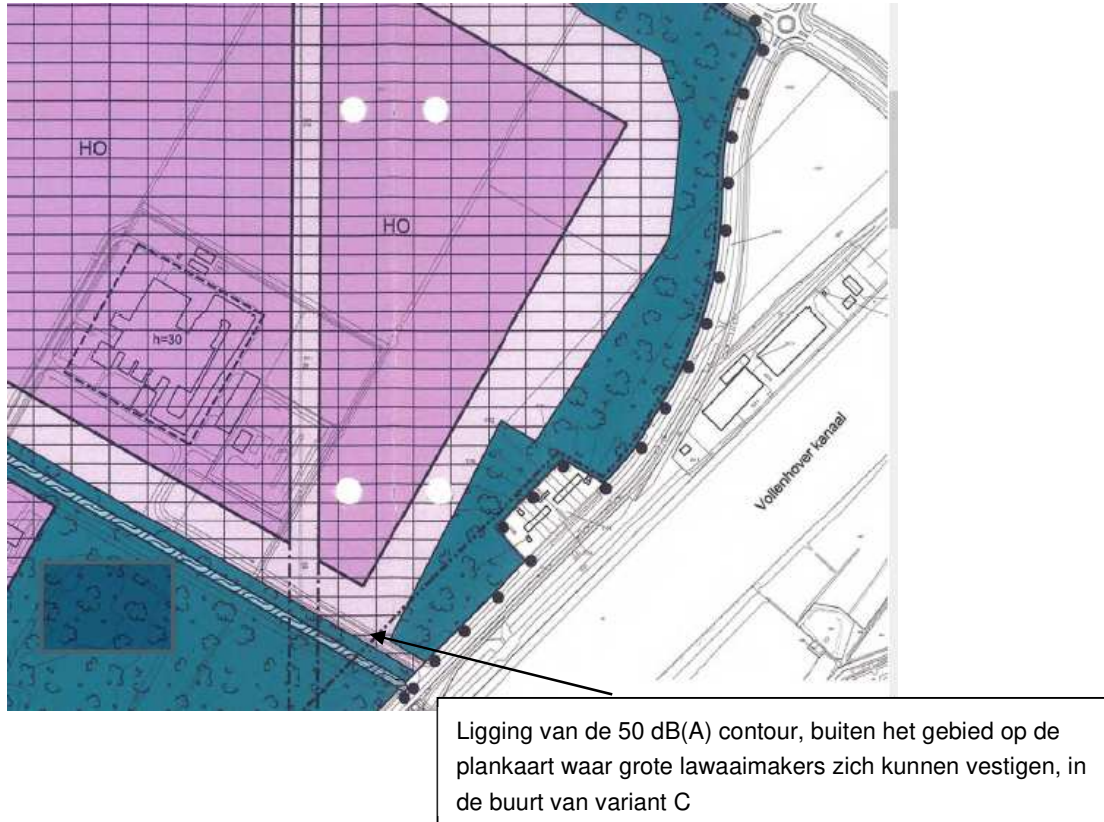 HO
HO
h=30
Vollenhover kanaal
Ligging van de 50 dB(A) contour, buiten het gebied op de
plankaart waar grote lawaaimakers zich kunnen vestigen, in
de buurt van variant C